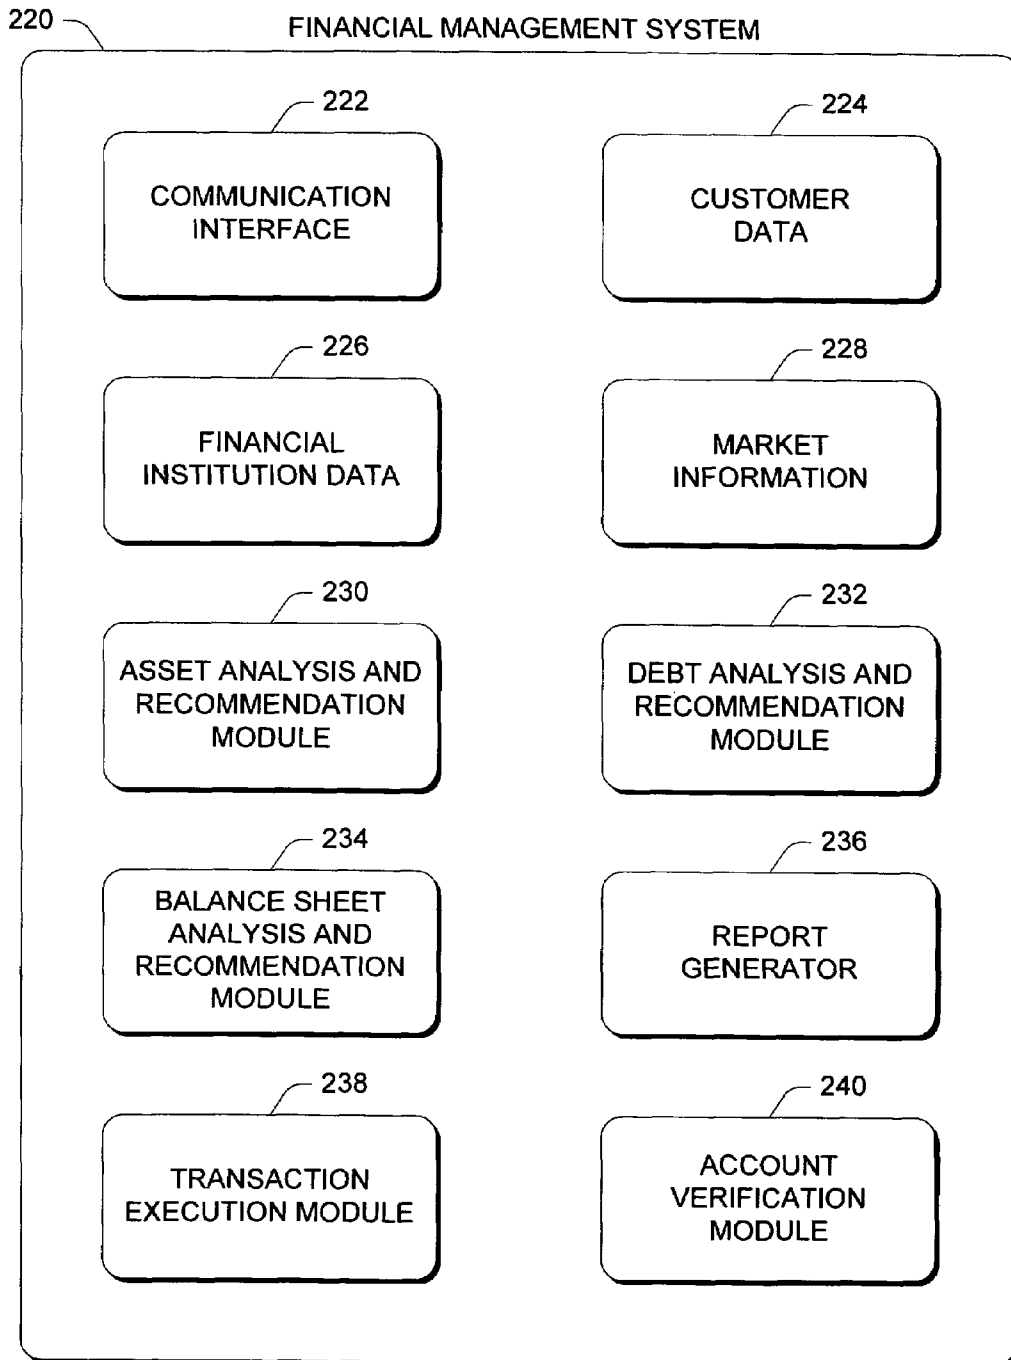 220
FINANCIAL MANAGEMENT SYSTEM
222
COMMUNICATION
INTERFACE
224
CUSTOMER
DATA
226
FINANCIAL
INSTITUTION DATA
228
MARKET
INFORMATION
230
ASSET ANALYSIS AND
RECOMMENDATION
MODULE
232
DEBT ANALYSIS AND
RECOMMENDATION
MODULE
234
BALANCE SHEET
ANALYSIS AND
RECOMMENDATION
MODULE
236
REPORT
GENERATOR
238
TRANSACTION
EXECUTION MODULE
240
ACCOUNT
VERIFICATION
MODULE